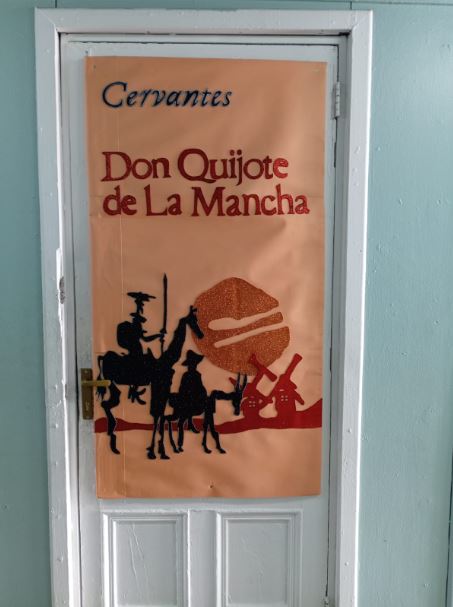 Cervantes
Don Quijote
de La Mancha